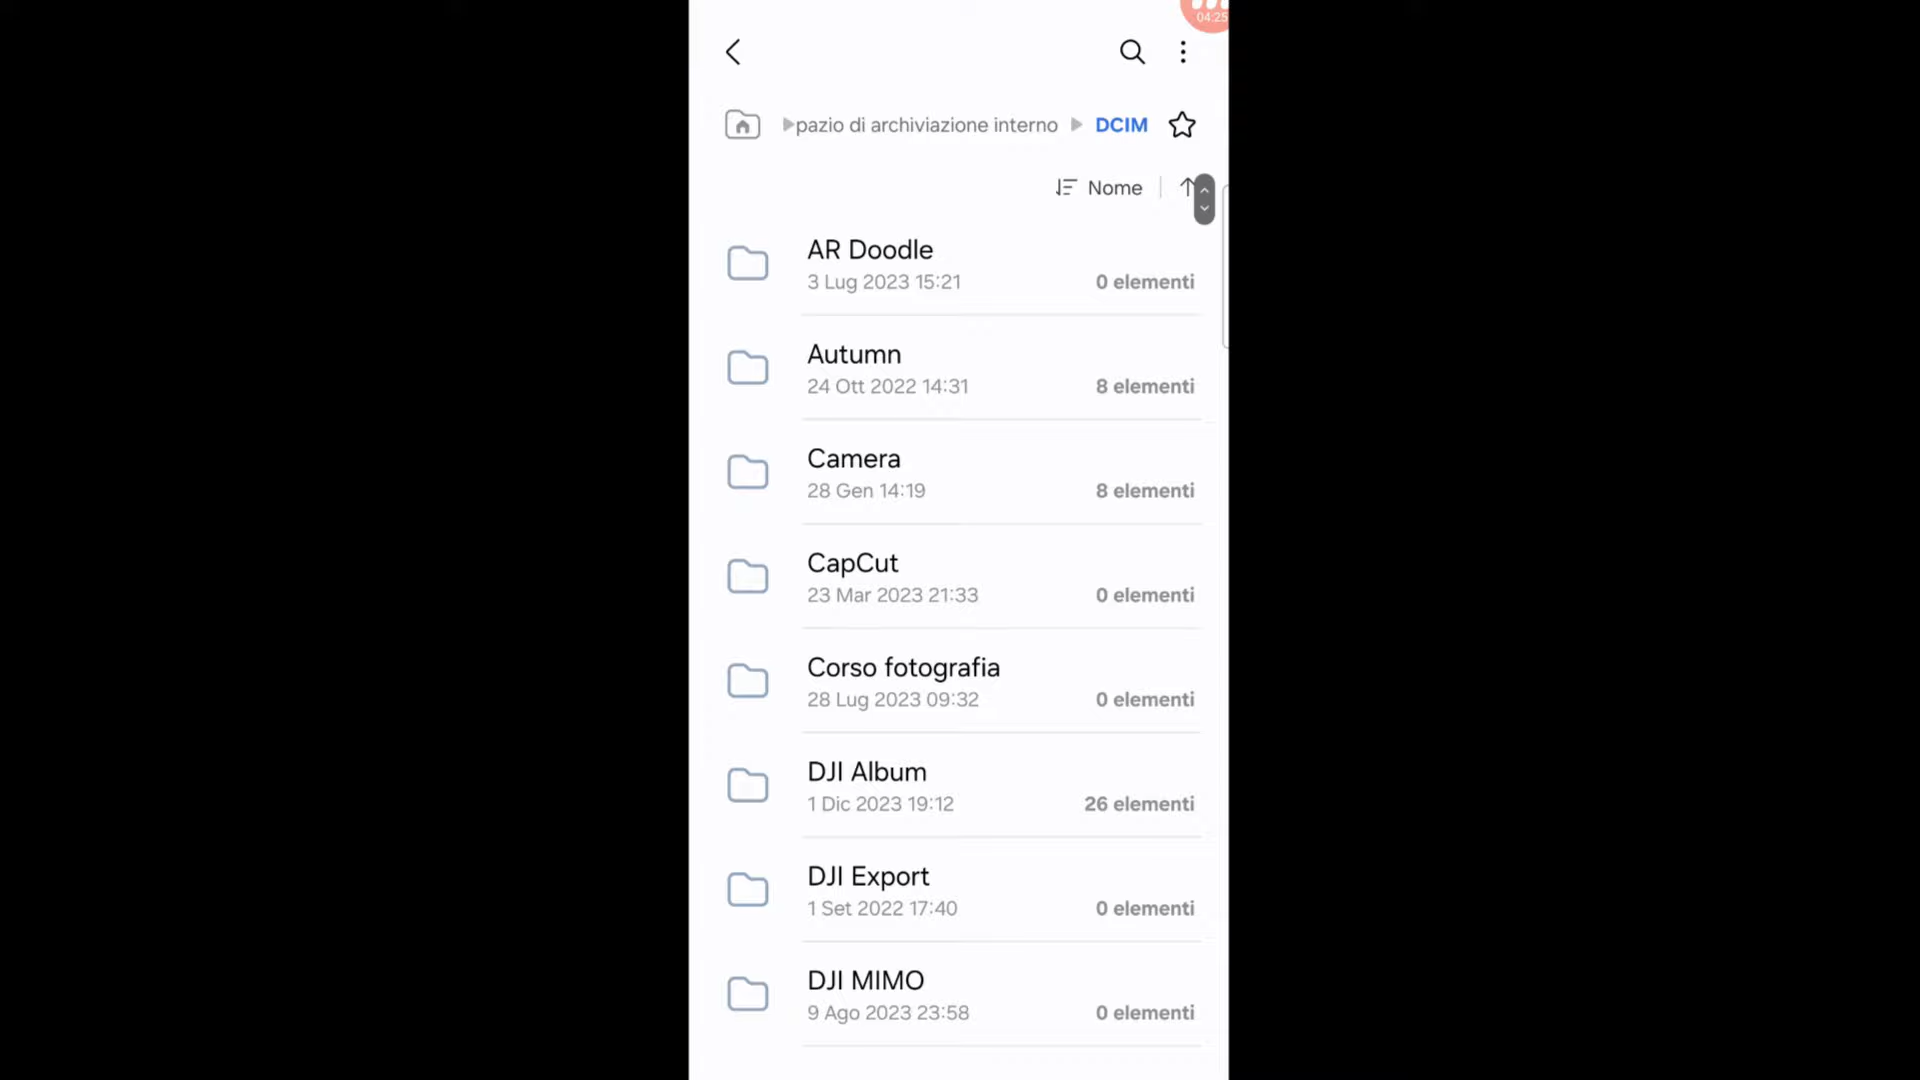 04:25
pazio di archiviazione interno DCIM
Nome
AR Doodle
3 Lug 2023 15:21 0 elementi
Autumn
24 Ott 2022 14:31 8 elementi
Camera
28 Gen 14:19 8 elementi
CapCut
23 Mar 2023 21:33 0 elementi
Corso fotografia
28 Lug 2023 09:32 0 elementi
DJI Album
1 Dic 2023 19:12 26 elementi
DJI Export
1 Set 2022 17:40 0 elementi
DJI MIMO
9 Ago 2023 23:58 0 elementi